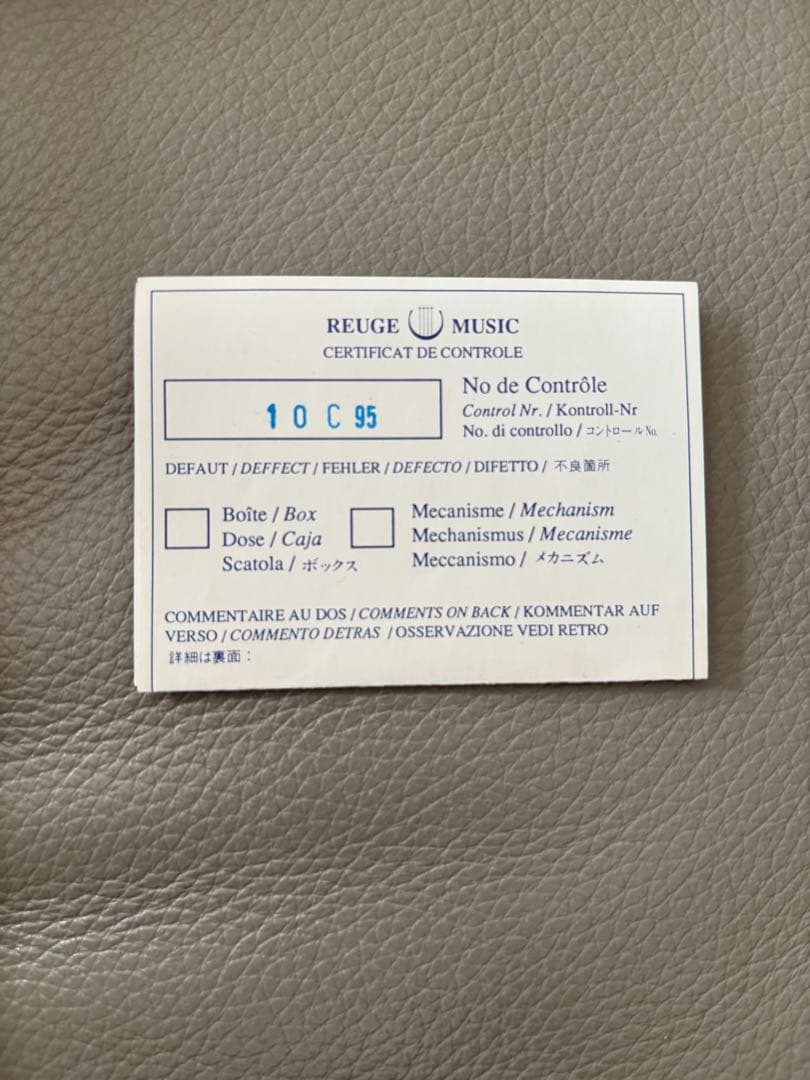 REUGE MUSIC
CERTIFICAT DE CONTROLE
10 C 95
No de Contrôle
Control Nr. / Kontroll-Nr
No. di controllo / コントロールNo.
DEFAUT / DEFFECT / FEHLER / DEFECTO / DIFETTO / 不良箇所
Boîte / Box
Dose / Caja
Scatola / ボックス
Mecanisme / Mechanism
Mechanismus / Mecanisme
Meccanismo / メカニズム
COMMENTAIRE AU DOS / COMMENTS ON BACK / KOMMENTAR AUF
VERSO / COMMENTO DETRAS / OSSERVAZIONE VEDI RETRO
詳細は裏面：